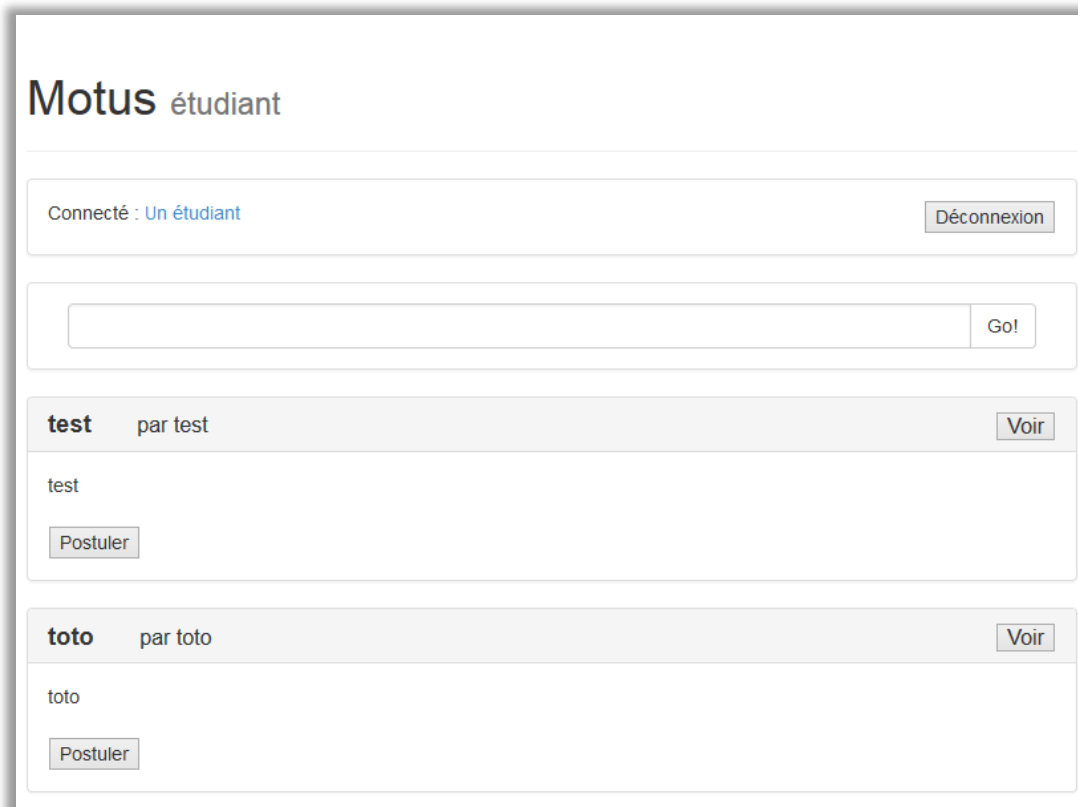 Motus étudiant
Connecté : Un étudiant Déconnexion
Go!
test par test Voir
test
Postuler
toto par toto Voir
toto
Postuler